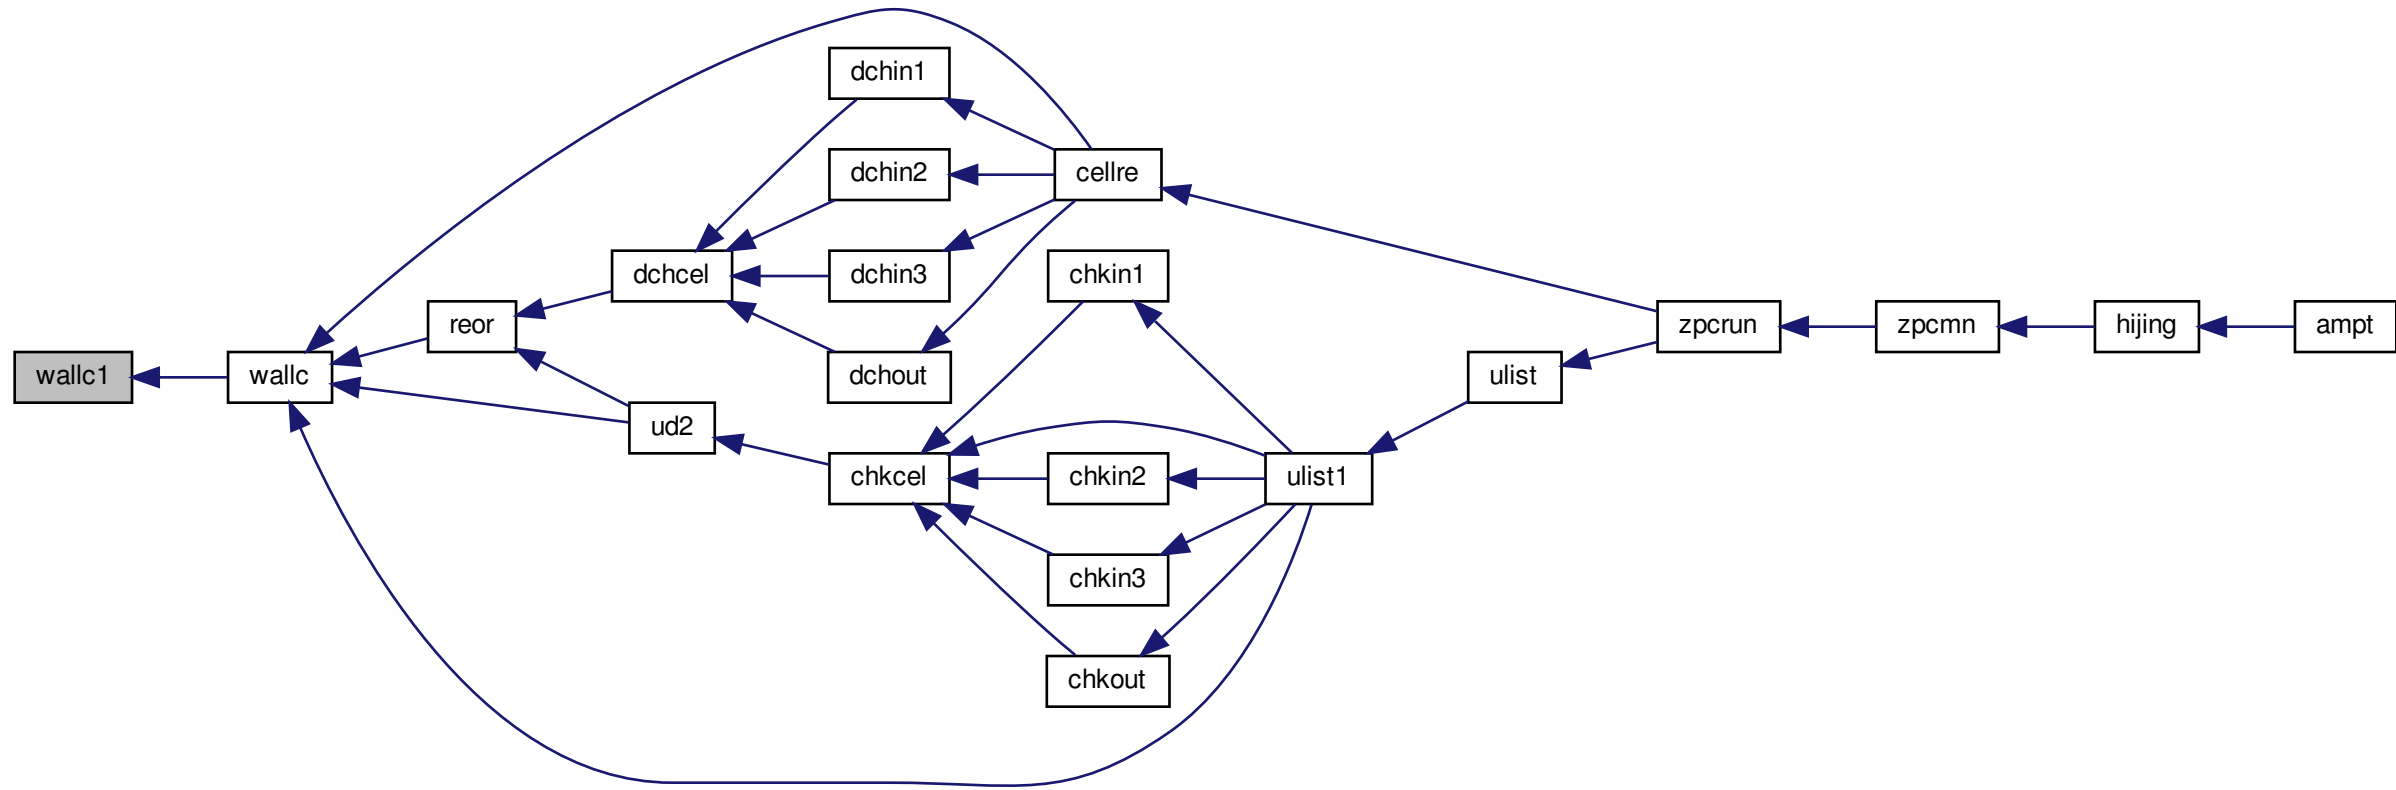 wallc1
wallc
reor
ud2
dchcel
chkcel
dchin1
dchin2
dchin3
dchout
cellre
chkin1
chkin2
chkin3
chkout
ulist1
ulist
zpcrun
zpcmn
hijing
ampt